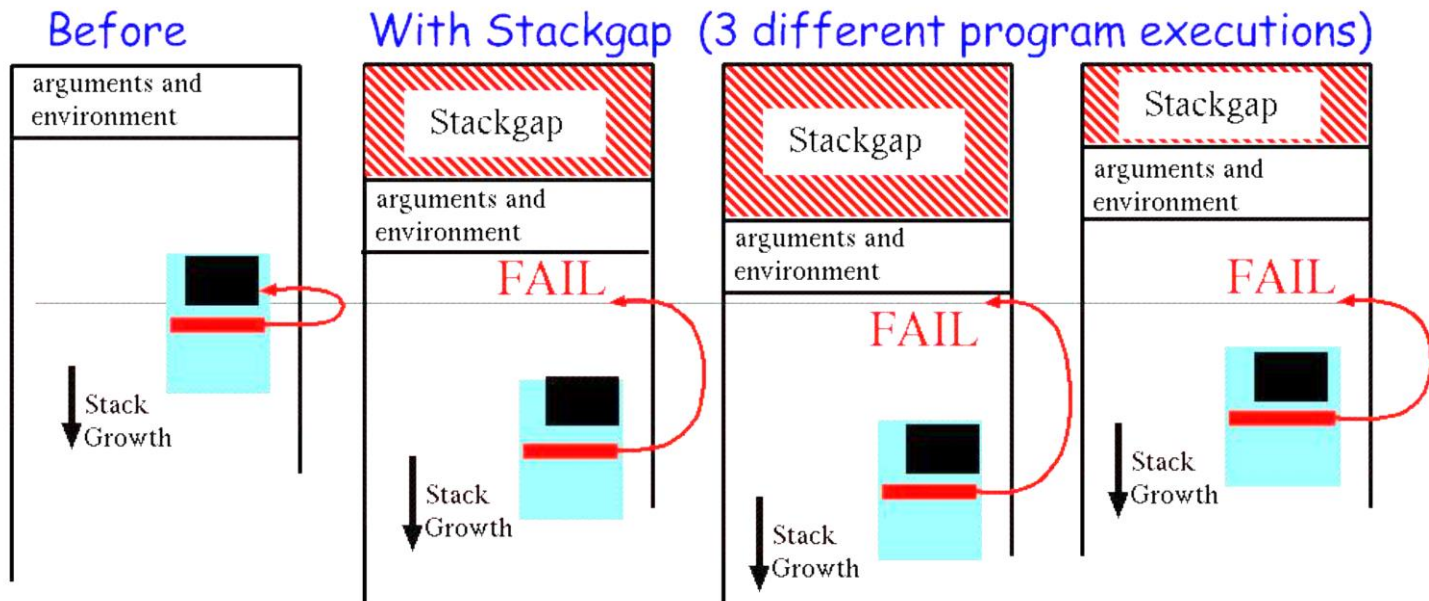 Before
With Stackgap (3 different program executions)
arguments and
environment
Stack
Growth
Stackgap
arguments and
environment
FAIL
Stack
Growth
Stackgap
arguments and
environment
FAIL
Stack
Growth
Stackgap
arguments and
environment
FAIL
Stack
Growth